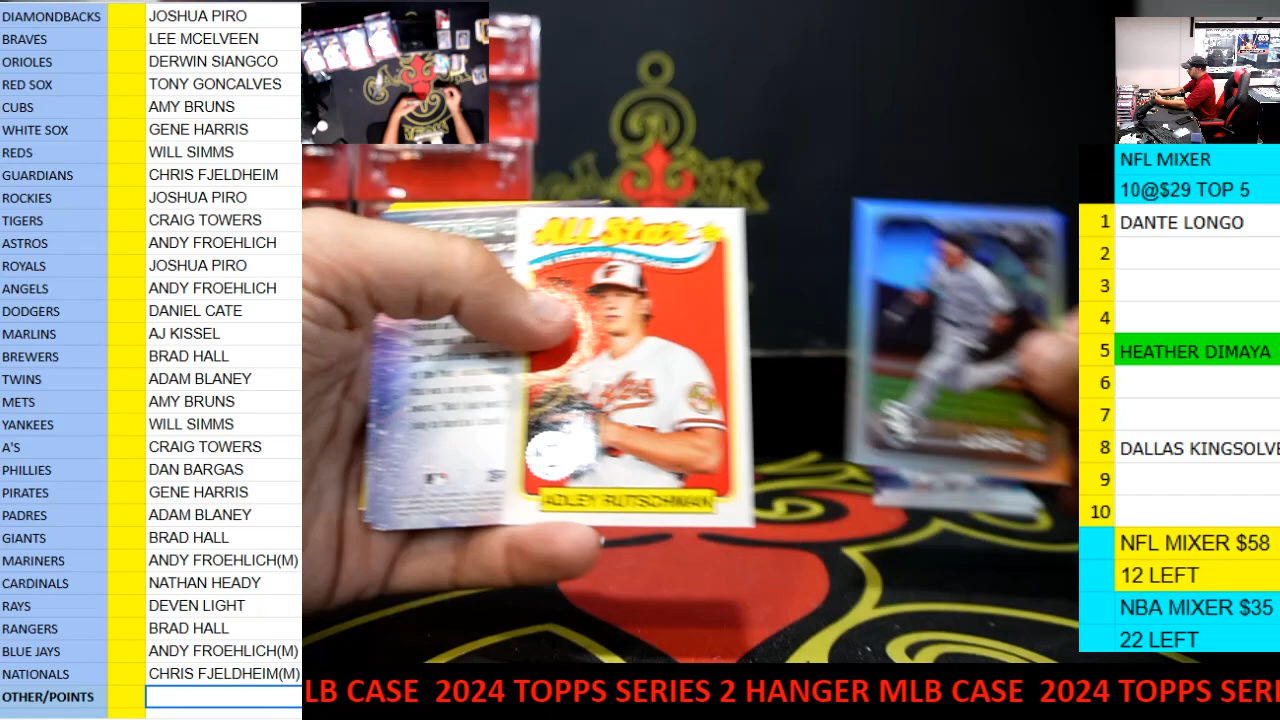 DIAMONDBACKS JOSHUA PIRO
BRAVES LEE MCELVEEN
ORIOLES DERWIN SIANGCO
RED SOX TONY GONCALVES
CUBS AMY BRUNS
WHITE SOX GENE HARRIS
REDS WILL SIMMS
GUARDIANS CHRIS FJELDHEIM
ROCKIES JOSHUA PIRO
TIGERS CRAIG TOWERS
ASTROS ANDY FROEHLICH
ROYALS JOSHUA PIRO
ANGELS ANDY FROEHLICH
DODGERS DANIEL CATE
MARLINS AJ KISSEL
BREWERS BRAD HALL
TWINS ADAM BLANEY
METS AMY BRUNS
YANKEES WILL SIMMS
A'S CRAIG TOWERS
PHILLIES DAN BARGAS
PIRATES GENE HARRIS
PADRES ADAM BLANEY
GIANTS BRAD HALL
MARINERS ANDY FROEHLICH(M)
CARDINALS NATHAN HEADY
RAYS DEVEN LIGHT
RANGERS BRAD HALL
BLUE JAYS ANDY FROEHLICH(M)
NATIONALS CHRIS FJELDHEIM(M)
OTHER/POINTS
All Star
Orioles
ADLEY RUTSCHMAN
NFL MIXER
10@$29 TOP 5
1 DANTE LONGO
2
3
4
5 HEATHER DIMAYA
6
7
8 DALLAS KINGSOLVE
9
10
NFL MIXER $58
12 LEFT
NBA MIXER $35
22 LEFT
LB CASE 2024 TOPPS SERIES 2 HANGER MLB CASE 2024 TOPPS SERI